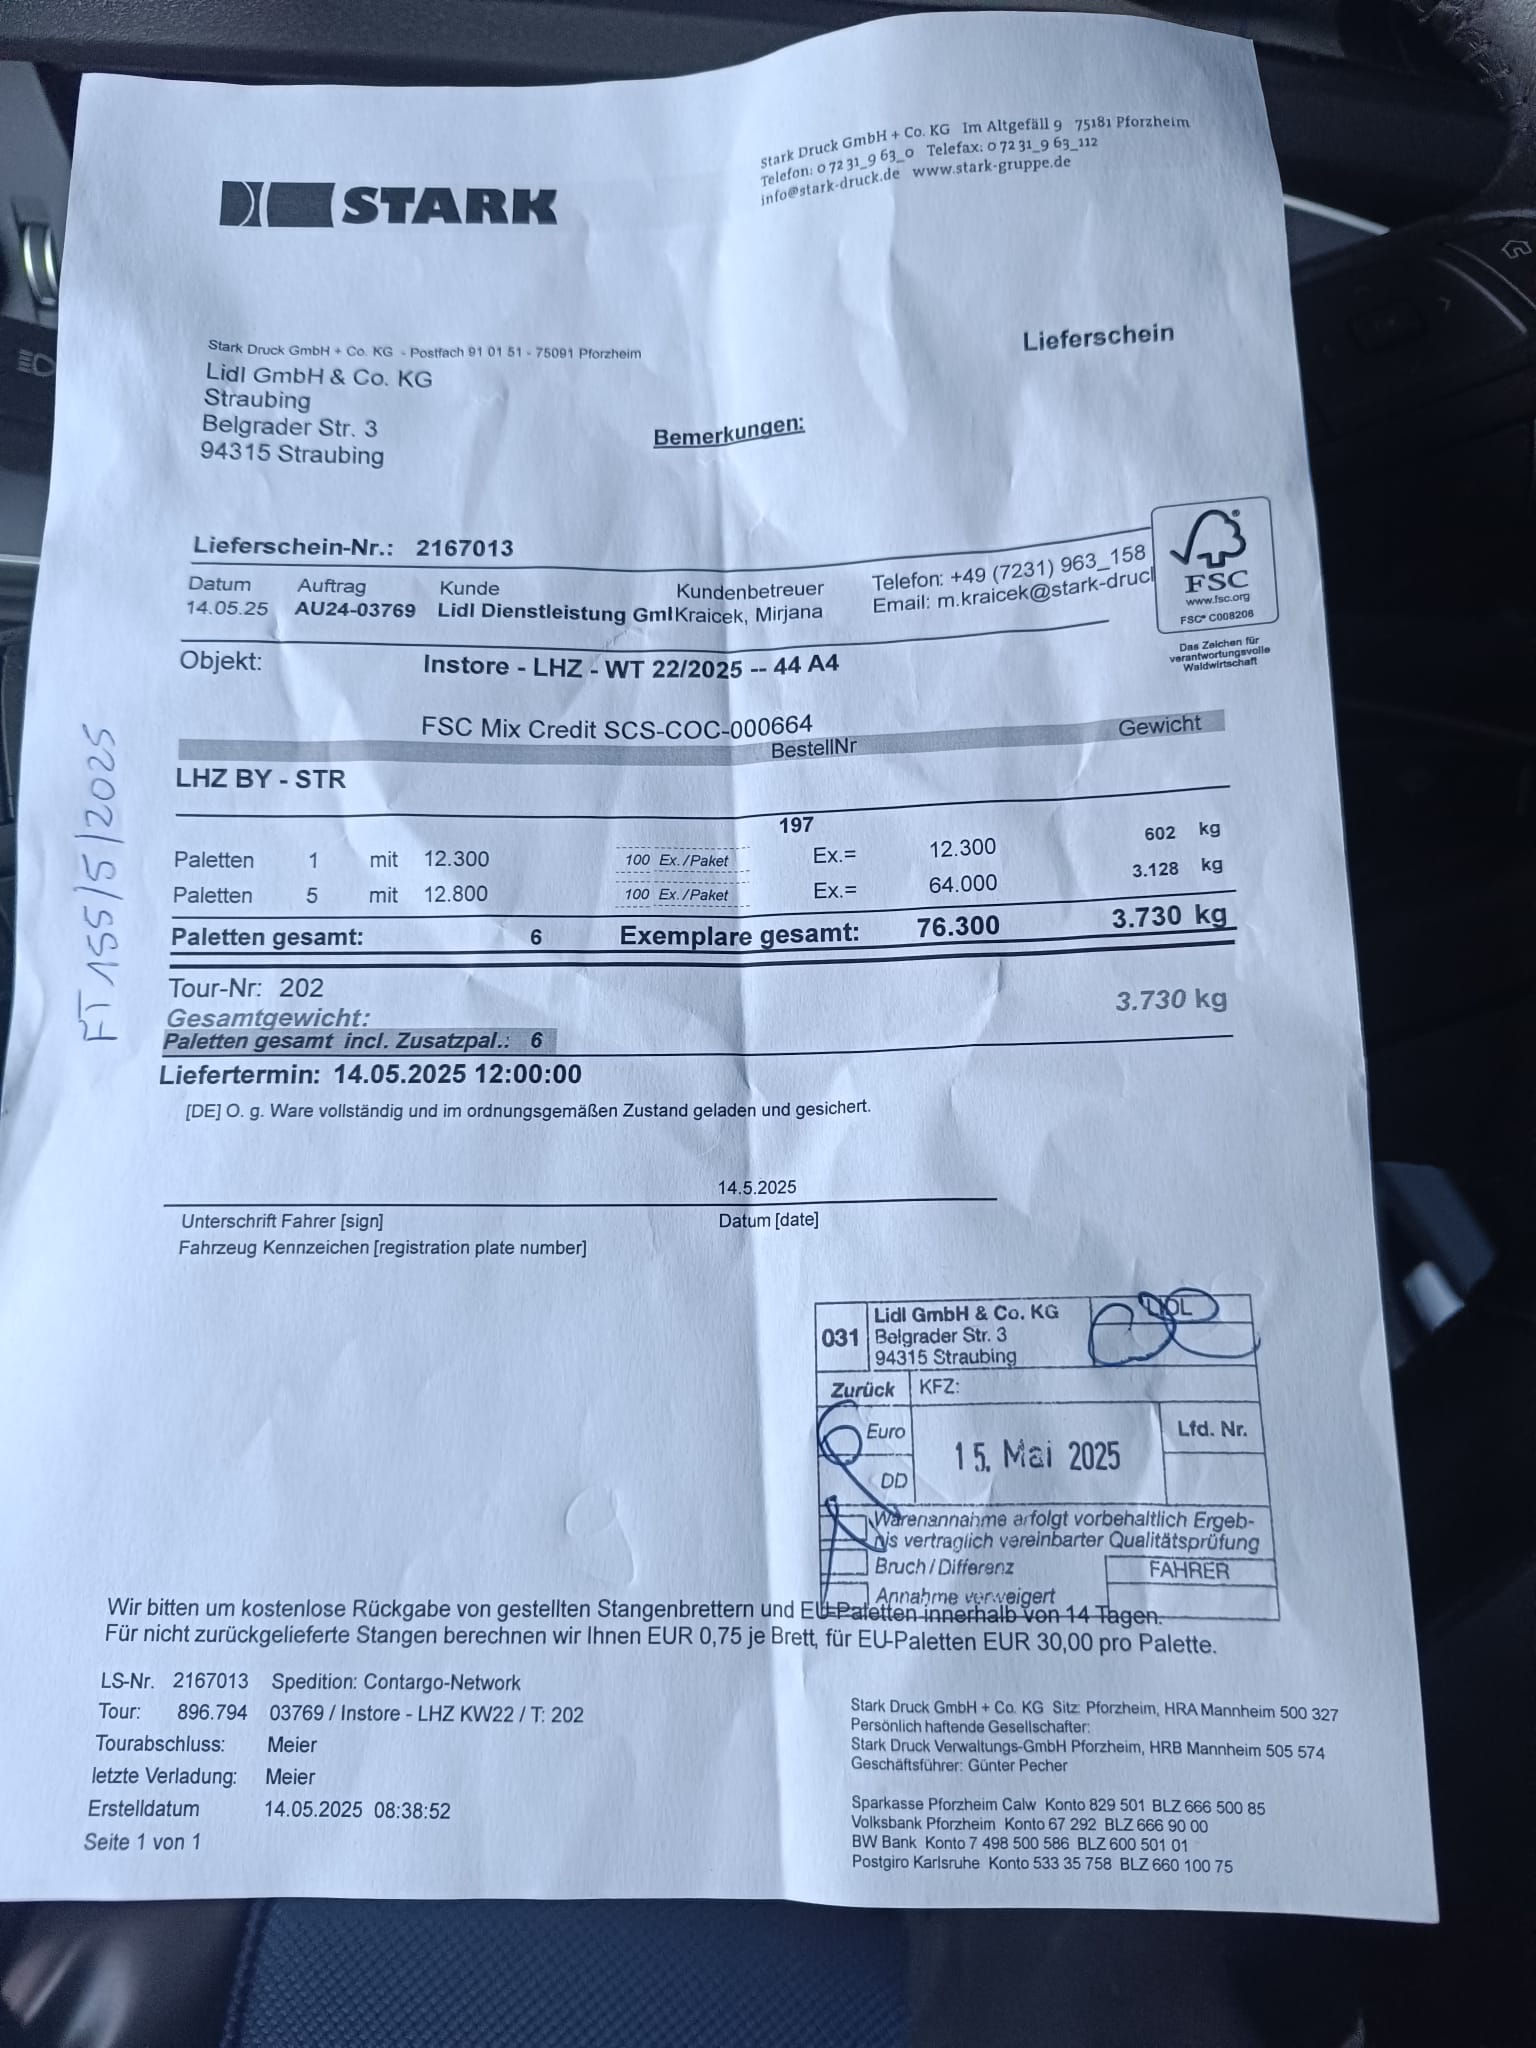 STARK
Stark Druck GmbH + Co. KG Im Altgefäll 9 75181 Pforzheim
Telefon: 0 72 31_9 63_0 Telefax: 0 72 31_9 63_112
info@stark-druck.de www.stark-gruppe.de
Lieferschein
Stark Druck GmbH + Co. KG - Postfach 91 01 51 - 75091 Pforzheim
Lidl GmbH & Co. KG
Straubing
Belgrader Str. 3
94315 Straubing
Bemerkungen:
Lieferschein-Nr.: 2167013
Datum Auftrag Kunde Kundenbetreuer Telefon: +49 (7231) 963_158
14.05.25 AU24-03769 Lidl Dienstleistung Gml Kraicek, Mirjana Email: m.kraicek@stark-druc
FSC
www.fsc.org
FSC® C008206
Das Zeichen für
verantwortungsvolle
Waldwirtschaft
Objekt: Instore - LHZ - WT 22/2025 -- 44 A4
FSC Mix Credit SCS-COC-000664
BestellNr Gewicht
LHZ BY - STR
197
Paletten 1 mit 12.300 100 Ex./Paket Ex.= 12.300 602 kg
Paletten 5 mit 12.800 100 Ex./Paket Ex.= 64.000 3.128 kg
Paletten gesamt: 6 Exemplare gesamt: 76.300 3.730 kg
Tour-Nr: 202
Gesamtgewicht: 3.730 kg
Paletten gesamt incl. Zusatzpal.: 6
Liefertermin: 14.05.2025 12:00:00
[DE] O. g. Ware vollständig und im ordnungsgemäßen Zustand geladen und gesichert.
14.5.2025
Unterschrift Fahrer [sign] Datum [date]
Fahrzeug Kennzeichen [registration plate number]
031
Lidl GmbH & Co. KG
Belgrader Str. 3
94315 Straubing
LIDL
Zurück KFZ:
Euro
DD
15. Mai 2025
Lfd. Nr.
Warenannahme erfolgt vorbehaltlich Ergeb-
nis vertraglich vereinbarter Qualitätsprüfung
Bruch/Differenz
FAHRER
Annahme verweigert
Wir bitten um kostenlose Rückgabe von gestellten Stangenbrettern und EU-Paletten innerhalb von 14 Tagen.
Für nicht zurückgelieferte Stangen berechnen wir Ihnen EUR 0,75 je Brett, für EU-Paletten EUR 30,00 pro Palette.
LS-Nr. 2167013 Spedition: Contargo-Network
Tour: 896.794 03769 / Instore - LHZ KW22 / T: 202
Tourabschluss: Meier
letzte Verladung: Meier
Erstelldatum 14.05.2025 08:38:52
Seite 1 von 1
Stark Druck GmbH + Co. KG Sitz: Pforzheim, HRA Mannheim 500 327
Persönlich haftende Gesellschafter:
Stark Druck Verwaltungs-GmbH Pforzheim, HRB Mannheim 505 574
Geschäftsführer: Günter Pecher
Sparkasse Pforzheim Calw Konto 829 501 BLZ 666 500 85
Volksbank Pforzheim Konto 67 292 BLZ 666 90 00
BW Bank Konto 7 498 500 586 BLZ 600 501 01
Postgiro Karlsruhe Konto 533 35 758 BLZ 660 100 75